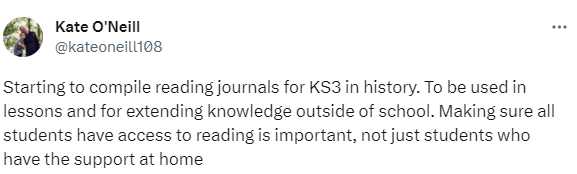 Kate O'Neill
@kateoneill108
Starting to compile reading journals for KS3 in history. To be used in
lessons and for extending knowledge outside of school. Making sure all
students have access to reading is important, not just students who
have the support at home